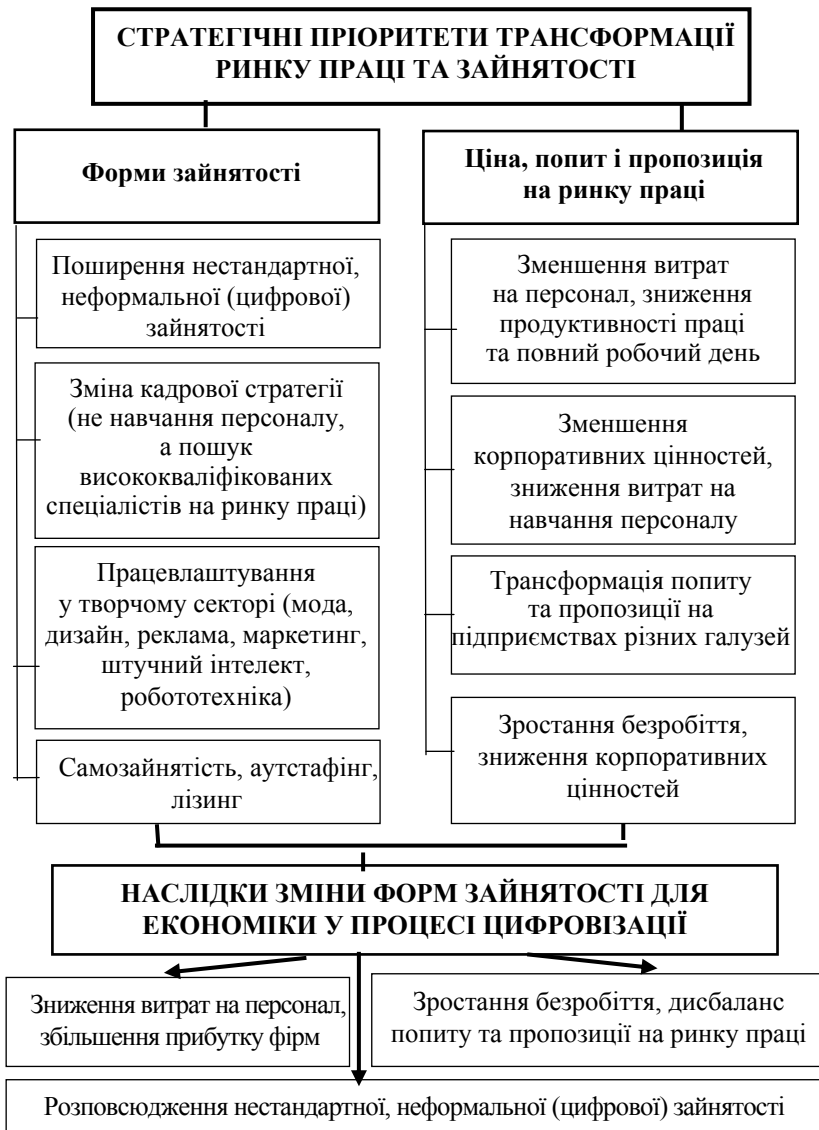 СТРАТЕГІЧНІ ПРІОРИТЕТИ ТРАНСФОРМАЦІЇ
РИНКУ ПРАЦІ ТА ЗАЙНЯТОСТІ
Форми зайнятості
Поширення нестандартної,
неформальної (цифрової)
зайнятості
Зміна кадрової стратегії
(не навчання персоналу,
а пошук
висококваліфікованих
спеціалістів на ринку праці)
Працевлаштування
у творчому секторі (мода,
дизайн, реклама, маркетинг,
штучний інтелект,
робототехніка)
Самозайнятість, аутстафінг,
лізинг
Ціна, попит і пропозиція
на ринку праці
Зменшення витрат
на персонал, зниження
продуктивності праці
та повний робочий день
Зменшення
корпоративних цінностей,
зниження витрат на
навчання персоналу
Трансформація попиту
та пропозиції на
підприємствах різних галузей
Зростання безробіття,
зниження корпоративних
цінностей
НАСЛІДКИ ЗМІНИ ФОРМ ЗАЙНЯТОСТІ ДЛЯ
ЕКОНОМІКИ У ПРОЦЕСІ ЦИФРОВІЗАЦІЇ
Зниження витрат на персонал,
збільшення прибутку фірм
Зростання безробіття, дисбаланс
попиту та пропозиції на ринку праці
Розповсюдження нестандартної, неформальної (цифрової) зайнятості